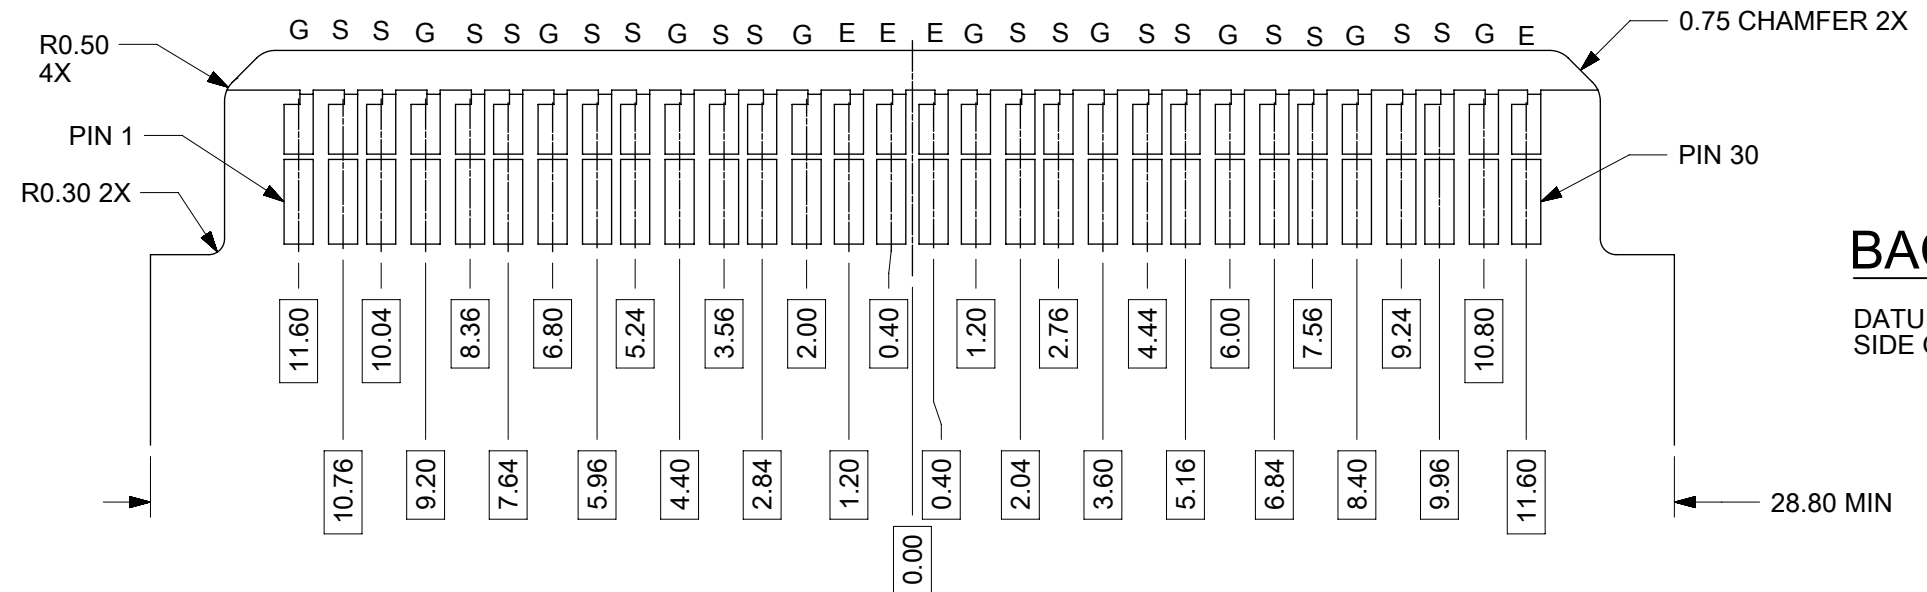 G S S G S S G S S G S S G E E E G S S G S S G S S G S S G E
0.75 CHAMFER 2X
R0.50
4X
PIN 1
PIN 30
R0.30 2X
BAC
DATU
SIDE
11.60 10.04 8.36 6.80 5.24 3.56 2.00 0.40 1.20 2.76 4.44 6.00 7.56 9.24 10.80
10.76 9.20 7.64 5.96 4.40 2.84 1.20 0.40 2.04 3.60 5.16 6.84 8.40 9.96 11.60
28.80 MIN
0.00